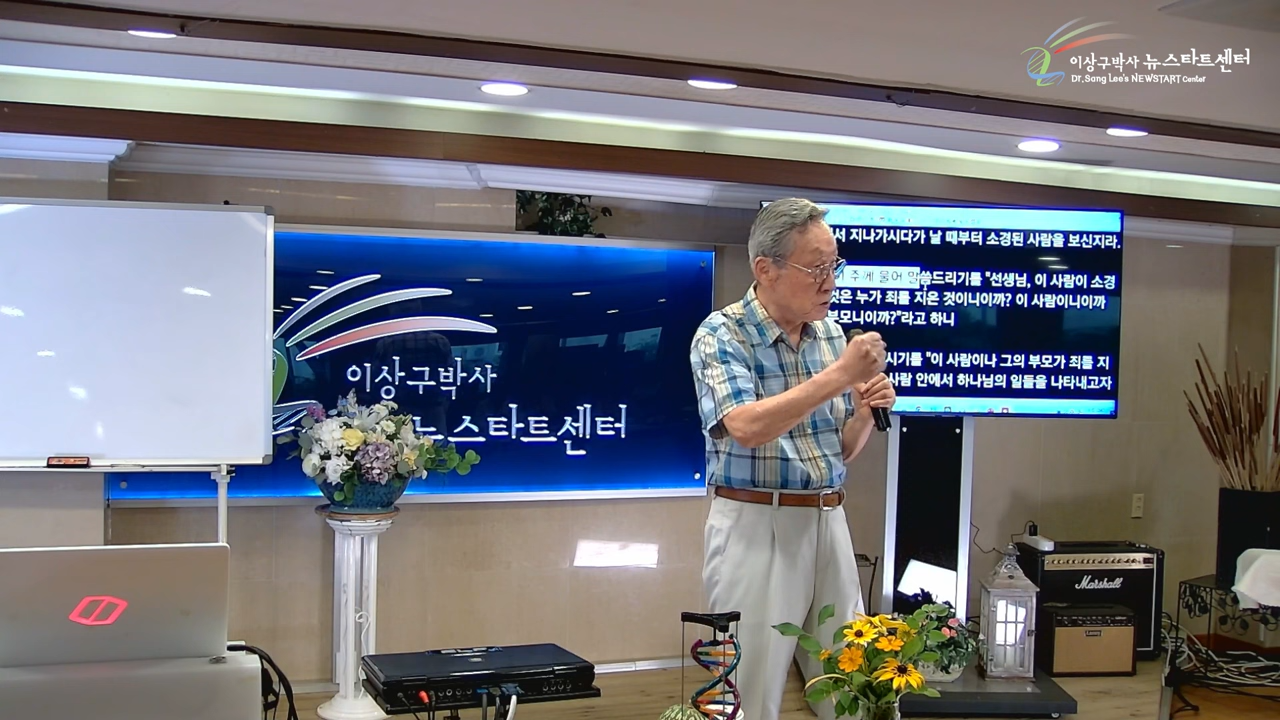 이상구박사 뉴스타트센터
Dr. Sang Lee's NEWSTART Center
서 지나가시다가 날 때부터 소경된 사람을 보신지라.
주께 물어 말씀드리기를 "선생님, 이 사람이 소경
것은 누가 죄를 지은 것이니이까? 이 사람이니이까
부모니이까?"라고 하니
시기를 "이 사람이나 그의 부모가 죄를 지
사람 안에서 하나님의 일들을 나타내고자
이상구박사
뉴스타트센터
Marshall
Laney